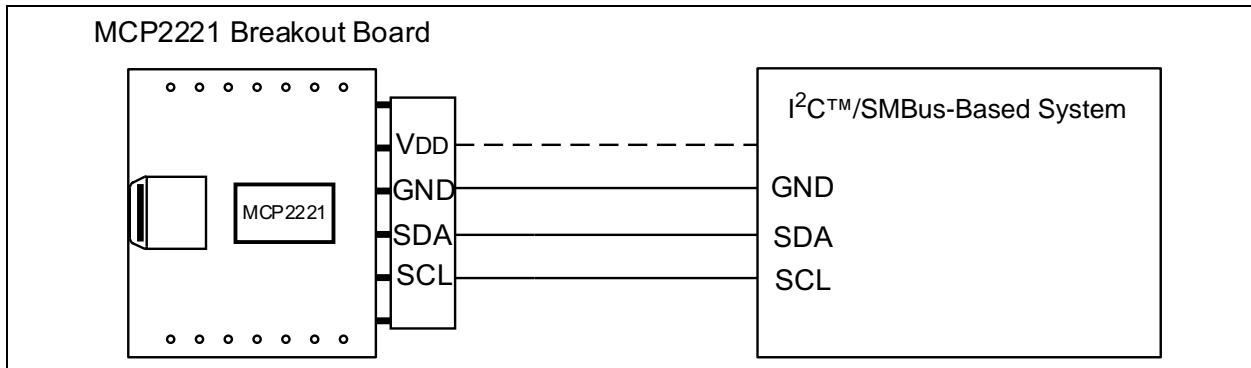 MCP2221 Breakout Board
MCP2221
VDD
GND
SDA
SCL
I²C™/SMBus-Based System
GND
SDA
SCL